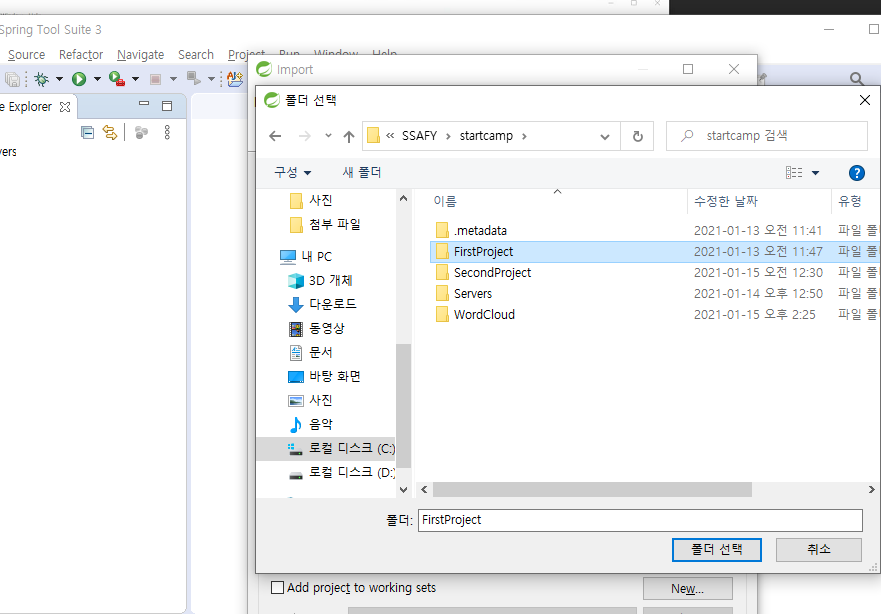 Spring Tool Suite 3
Source Refactor Navigate Search Project Run Window Help
Explorer
Import
폴더 선택
« SSAFY › startcamp ›
startcamp 검색
구성 새 폴더
이름 수정한 날짜 유형
사진
첨부 파일
내 PC
3D 개체
다운로드
동영상
문서
바탕 화면
사진
음악
로컬 디스크 (C:)
로컬 디스크 (D:)
.metadata 2021-01-13 오전 11:41 파일 폴
FirstProject 2021-01-13 오전 11:47 파일 폴
SecondProject 2021-01-15 오전 12:30 파일 폴
Servers 2021-01-14 오후 12:50 파일 폴
WordCloud 2021-01-15 오후 2:25 파일 폴
폴더: FirstProject
폴더 선택 취소
Add project to working sets New...